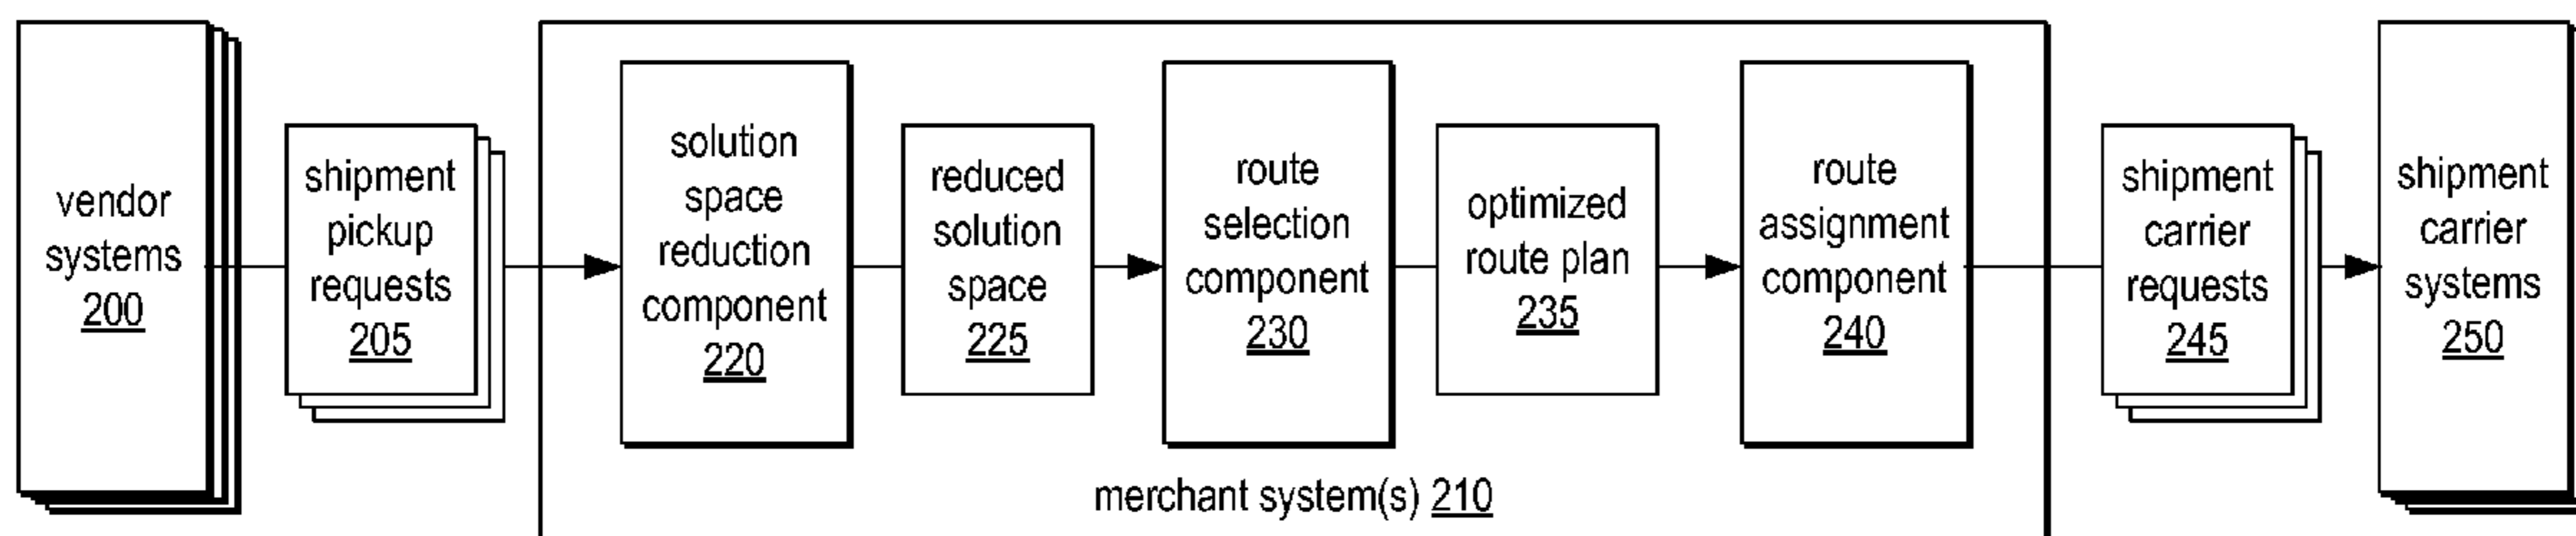 vendor
systems
200
shipment
pickup
requests
205
solution
space
reduction
component
220
reduced
solution
space
225
route
selection
component
230
optimized
route plan
235
route
assignment
component
240
shipment
carrier
requests
245
shipment
carrier
systems
250
merchant system(s) 210